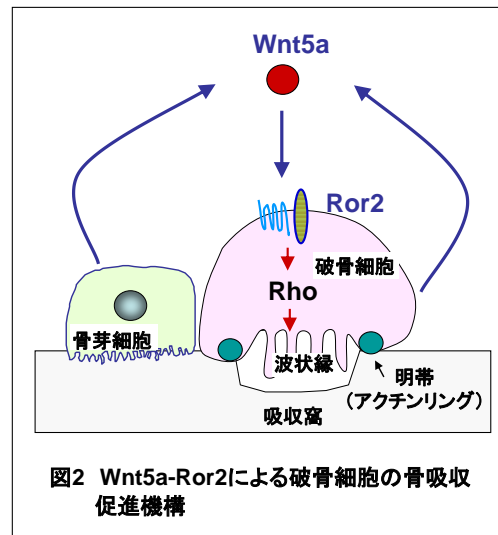 Wnt5a
Ror2
破骨細胞
Rho
骨芽細胞
波状縁
明帯
(アクチンリング)
吸収窩
図2 Wnt5a-Ror2による破骨細胞の骨吸収
促進機構